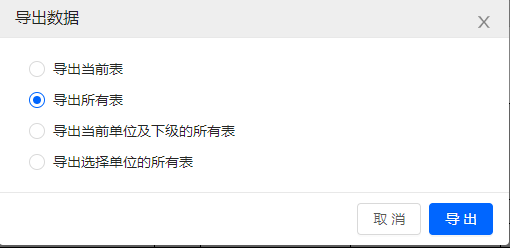 导出数据
X
导出当前表
导出所有表
导出当前单位及下级的所有表
导出选择单位的所有表
取 消
导 出